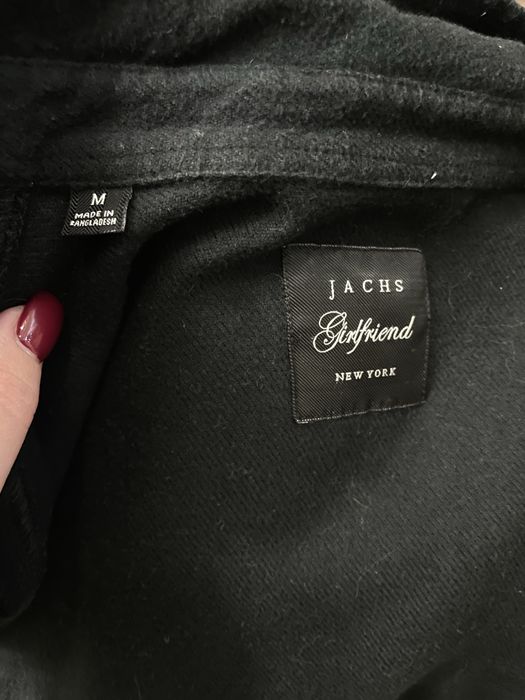 M
MADE IN
BANGLADESH
JACHS
Girlfriend
NEW YORK